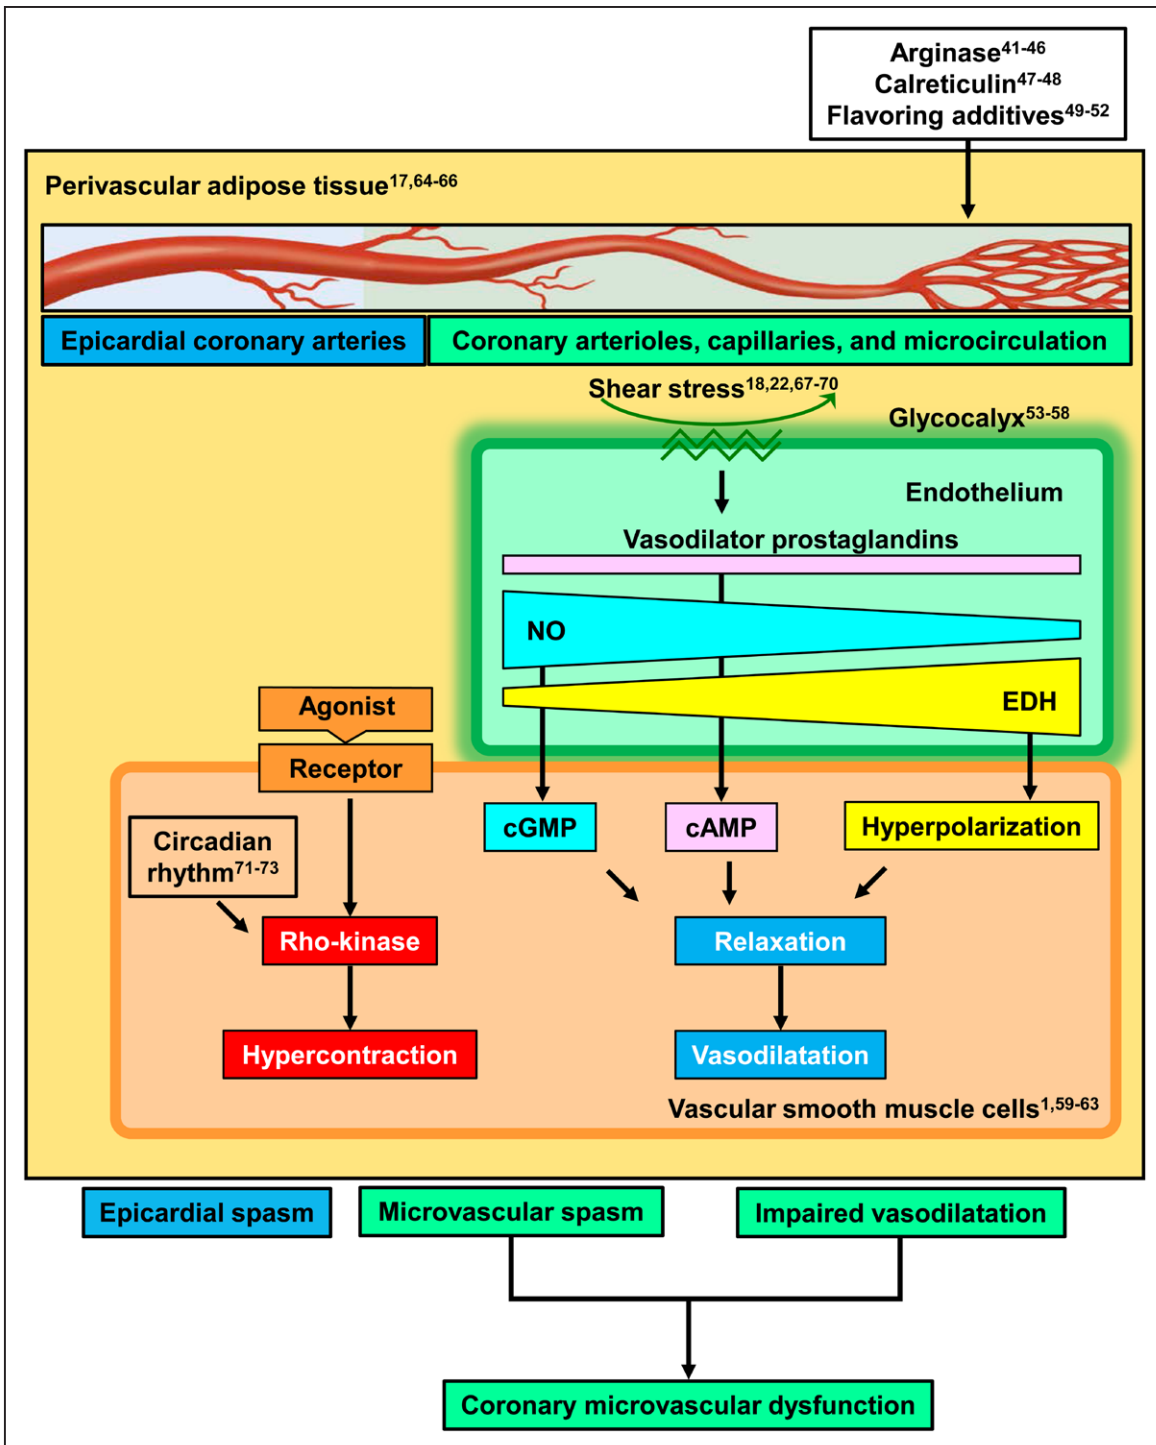 Arginase41-46
Calreticulin47-48
Flavoring additives49-52
Perivascular adipose tissue17,64-66
Epicardial coronary arteries
Coronary arterioles, capillaries, and microcirculation
Shear stress18,22,67-70
Glycocalyx53-58
Endothelium
Vasodilator prostaglandins
NO
EDH
Agonist
Receptor
Circadian
rhythm71-73
cGMP
cAMP
Hyperpolarization
Rho-kinase
Relaxation
Hypercontraction
Vasodilatation
Vascular smooth muscle cells1,59-63
Epicardial spasm
Microvascular spasm
Impaired vasodilatation
Coronary microvascular dysfunction